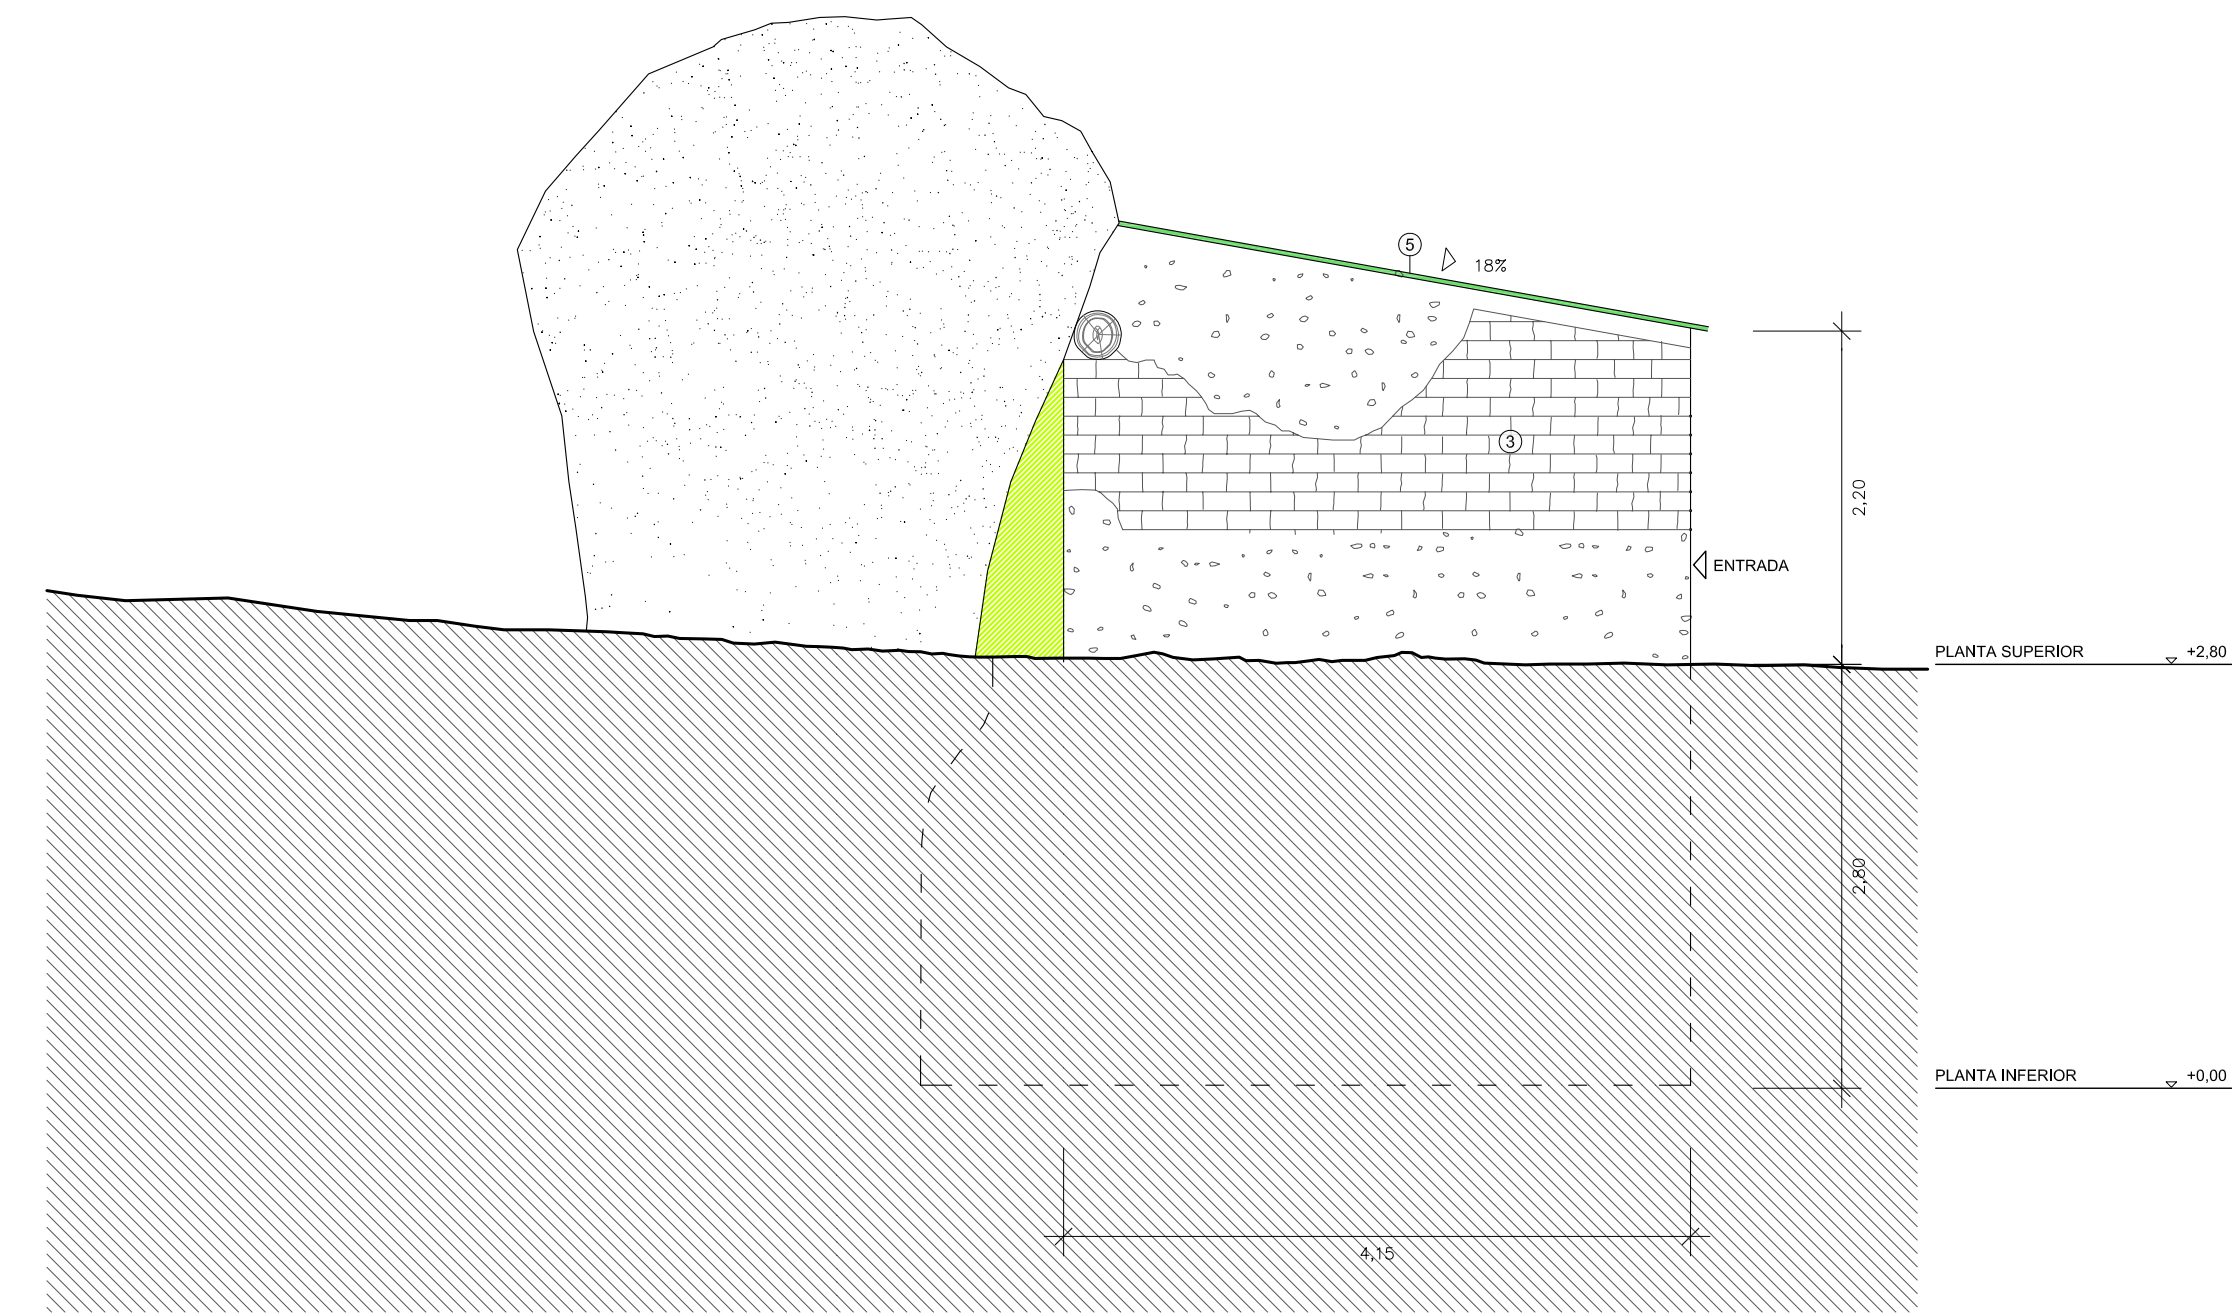 5
18%
3
2,20
ENTRADA
PLANTA SUPERIOR +2,80
2,80
PLANTA INFERIOR +0,00
4,15